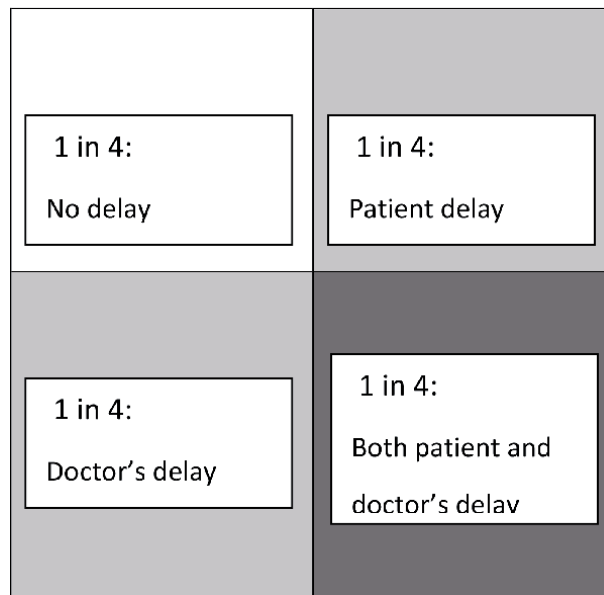 1 in 4:
No delay
1 in 4:
Patient delay
1 in 4:
Doctor's delay
1 in 4:
Both patient and
doctor's delay